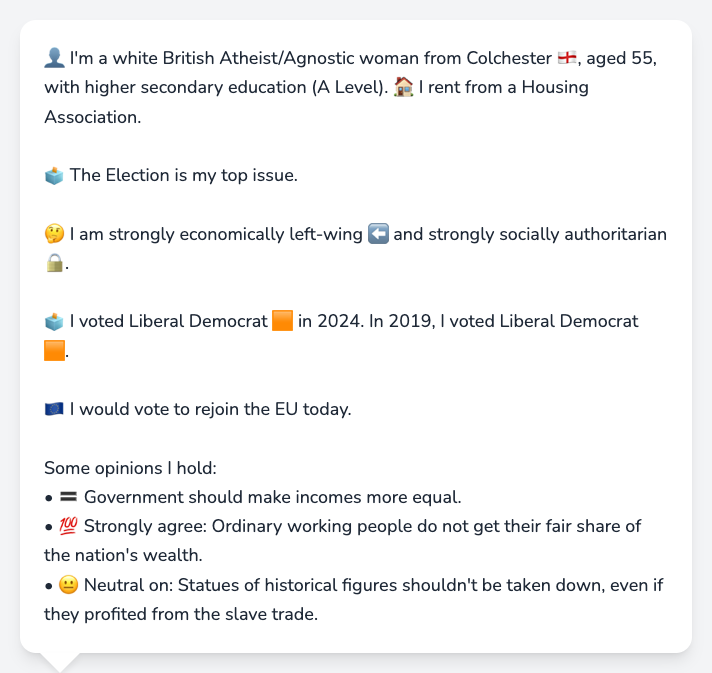 👤 I'm a white British Atheist/Agnostic woman from Colchester 🏴󠁧󠁢󠁥󠁮󠁧󠁿, aged 55,
with higher secondary education (A Level). 🏠 I rent from a Housing
Association.
🗳️ The Election is my top issue.
🤔 I am strongly economically left-wing ⬅️ and strongly socially authoritarian
🔒.
🗳️ I voted Liberal Democrat 🟧 in 2024. In 2019, I voted Liberal Democrat
🟧.
🇪🇺 I would vote to rejoin the EU today.
Some opinions I hold:
• 🟰 Government should make incomes more equal.
• 💯 Strongly agree: Ordinary working people do not get their fair share of
the nation's wealth.
• 😐 Neutral on: Statues of historical figures shouldn't be taken down, even if
they profited from the slave trade.